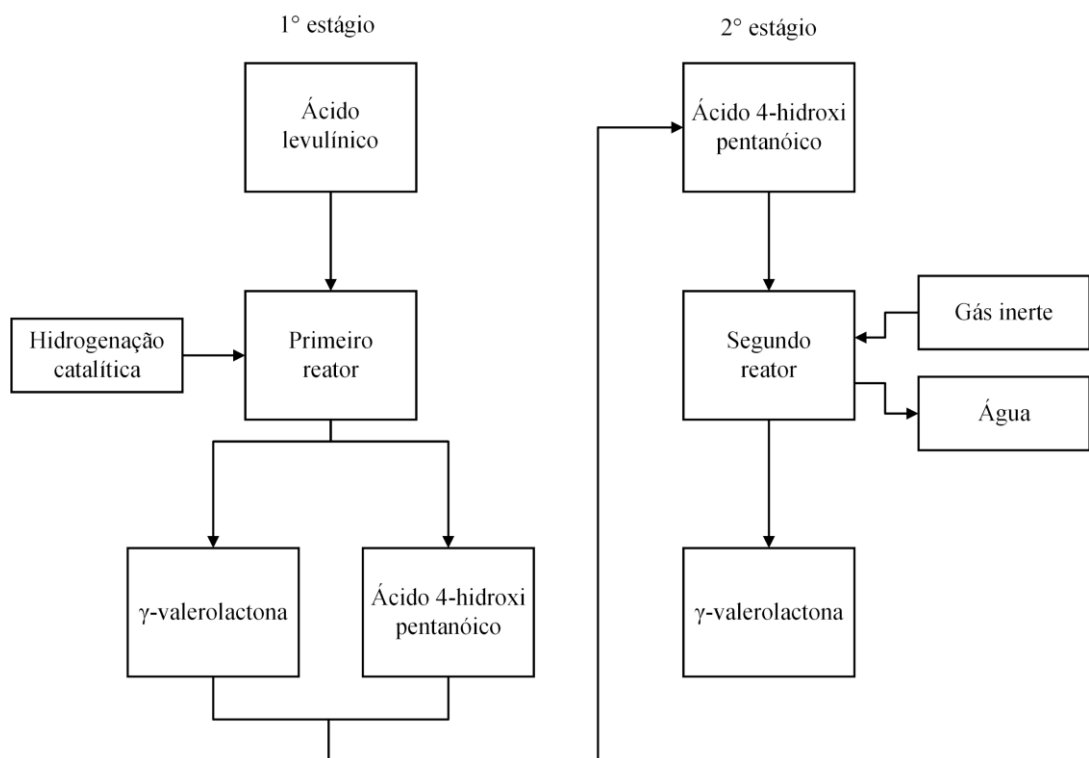 1° estágio
2° estágio
Ácido
levulínico
Ácido 4-hidroxi
pentanóico
Hidrogenação
catalítica
Primeiro
reator
Segundo
reator
Gás inerte
Água
γ-valerolactona
Ácido 4-hidroxi
pentanóico
γ-valerolactona